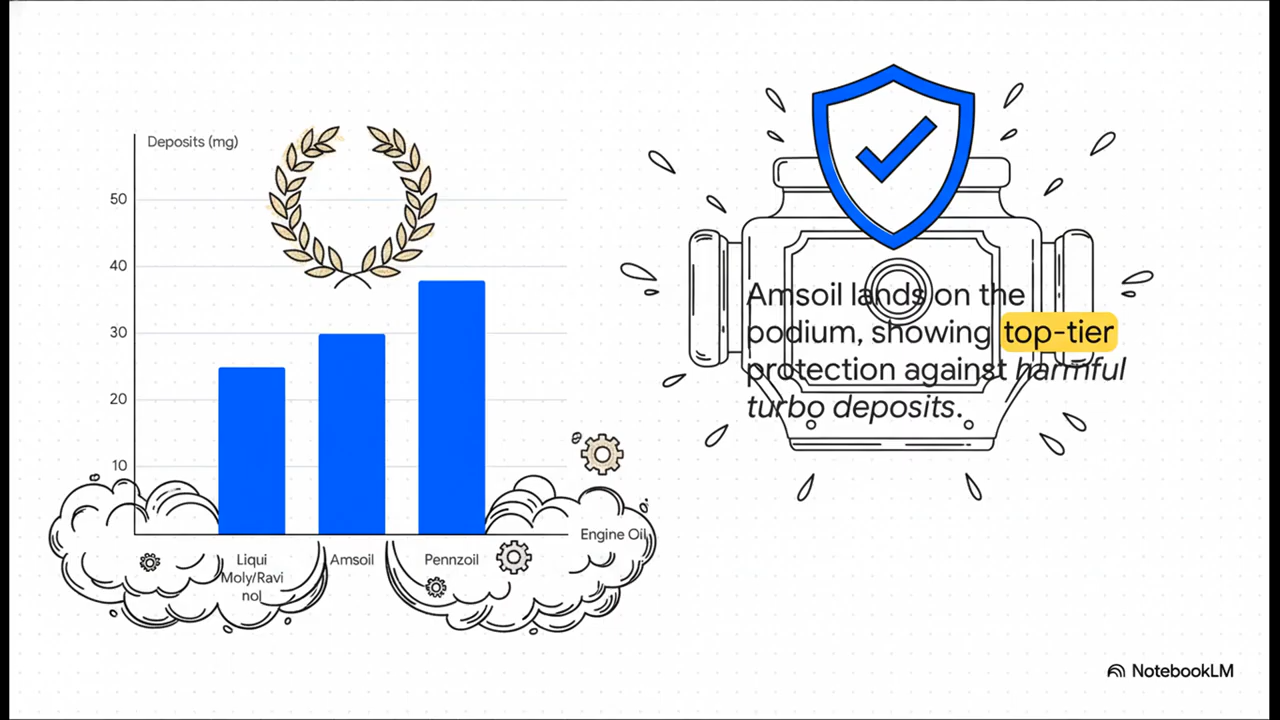 Deposits (mg)
50
40
30
20
10
Engine Oil
Liqui
Moly/Ravi
nol
Amsoil
Pennzoil
Amsoil lands on the
podium, showing top-tier
protection against harmful
turbo deposits.
NotebookLM